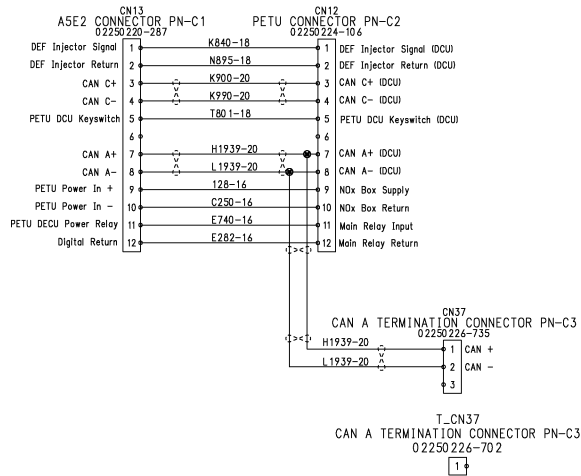 CN13
A5E2 CONNECTOR PN-C1
02250220-287
CN12
PETU CONNECTOR PN-C2
02250224-106
DEF Injector Signal 1 K840-18 1 DEF Injector Signal (DCU)
DEF Injector Return 2 N895-18 2 DEF Injector Return (DCU)
CAN C+ 3 K900-20 3 CAN C+ (DCU)
CAN C- 4 K990-20 4 CAN C- (DCU)
PETU DCU Keyswitch 5 T801-18 5 PETU DCU Keyswitch (DCU)
6 6
CAN A+ 7 H1939-20 7 CAN A+ (DCU)
CAN A- 8 L1939-20 8 CAN A- (DCU)
PETU Power In + 9 128-16 9 NOx Box Supply
PETU Power In - 10 C250-16 10 NOx Box Return
PETU DECU Power Relay 11 E740-16 11 Main Relay Input
Digital Return 12 E282-16 12 Main Relay Return
CN37
CAN A TERMINATION CONNECTOR PN-C3
02250226-735
H1939-20 1 CAN +
L1939-20 2 CAN -
3
T_CN37
CAN A TERMINATION CONNECTOR PN-C3
02250226-702
1